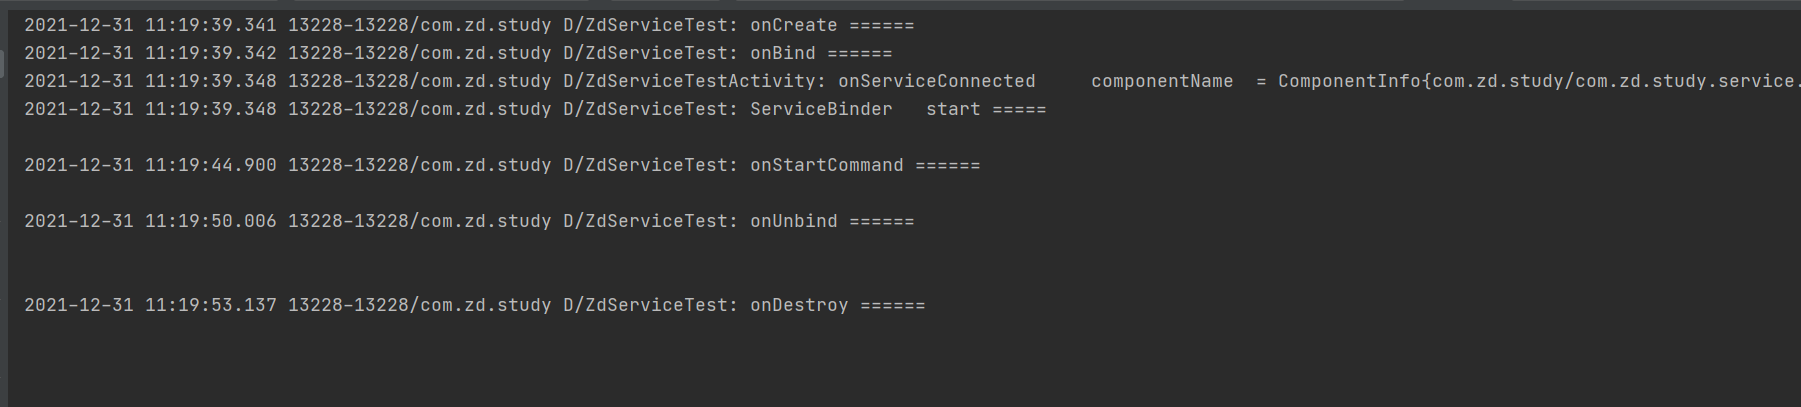 2021-12-31 11:19:39.341 13228-13228/com.zd.study D/ZdServiceTest: onCreate ======
2021-12-31 11:19:39.342 13228-13228/com.zd.study D/ZdServiceTest: onBind ======
2021-12-31 11:19:39.348 13228-13228/com.zd.study D/ZdServiceTestActivity: onServiceConnected     componentName  = ComponentInfo{com.zd.study/com.zd.study.service.
2021-12-31 11:19:39.348 13228-13228/com.zd.study D/ZdServiceTest: ServiceBinder   start =====
2021-12-31 11:19:44.900 13228-13228/com.zd.study D/ZdServiceTest: onStartCommand ======
2021-12-31 11:19:50.006 13228-13228/com.zd.study D/ZdServiceTest: onUnbind ======
2021-12-31 11:19:53.137 13228-13228/com.zd.study D/ZdServiceTest: onDestroy ======